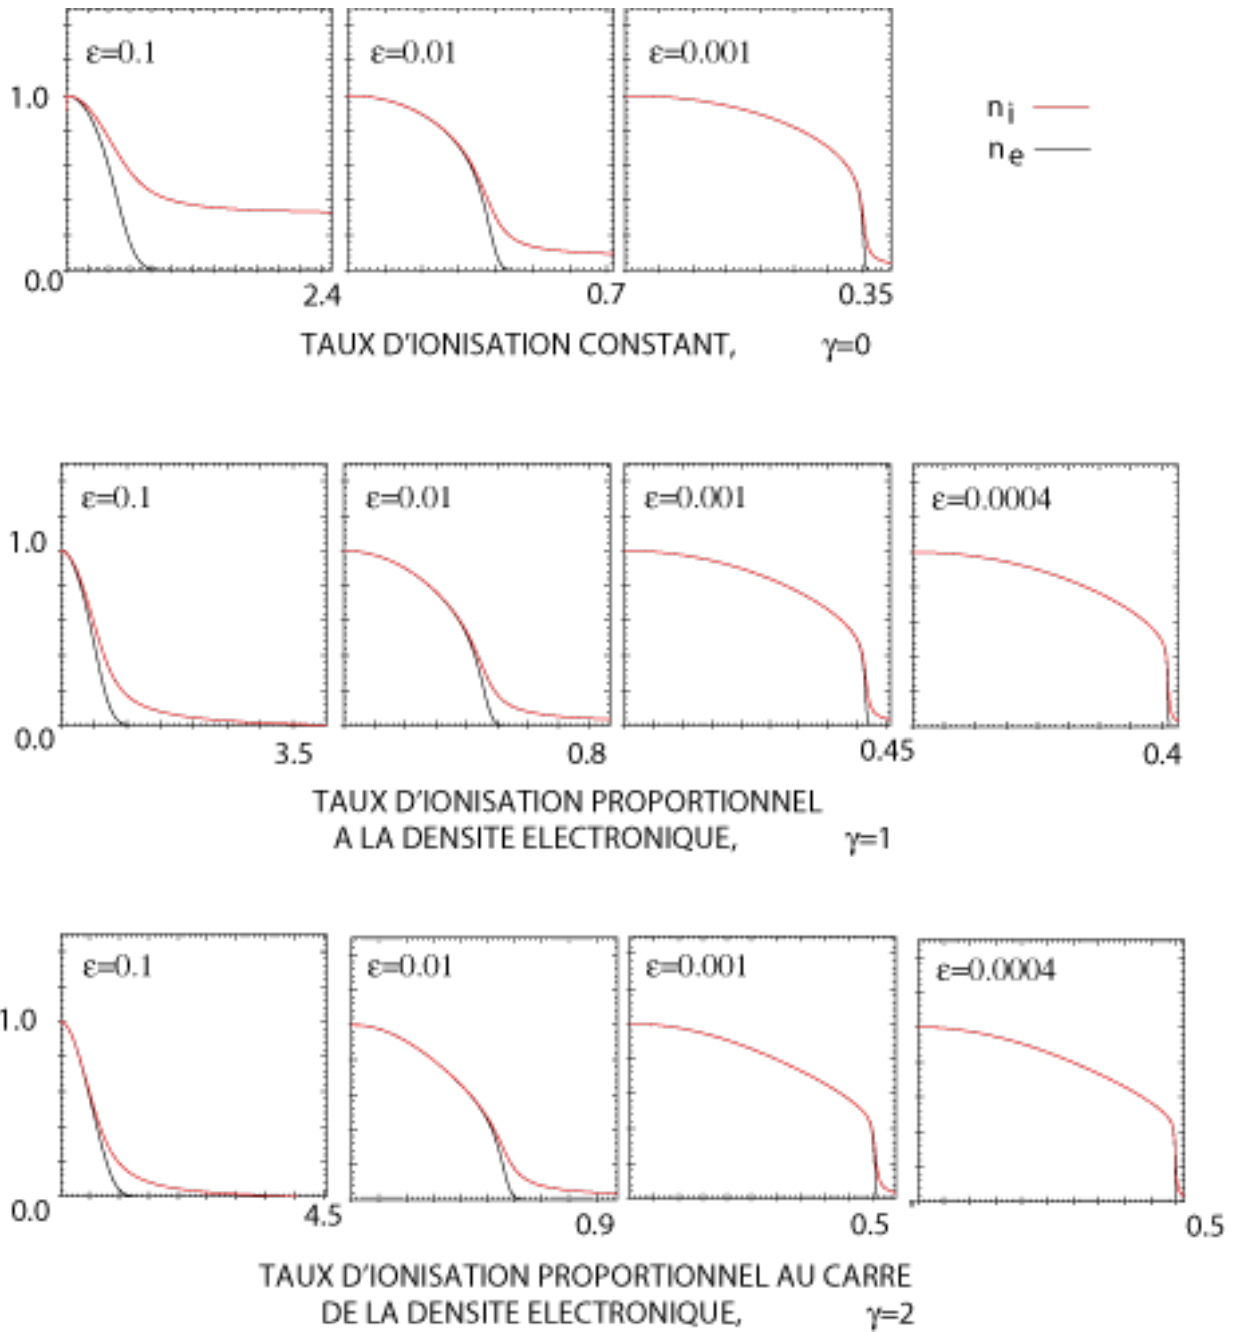 ε=0.1
ε=0.01
ε=0.001
n i
n e
1.0
0.0
2.4
0.7
0.35
TAUX D'IONISATION CONSTANT, γ=0
ε=0.1
ε=0.01
ε=0.001
ε=0.0004
1.0
0.0
3.5
0.8
0.45
0.4
TAUX D'IONISATION PROPORTIONNEL
A LA DENSITE ELECTRONIQUE, γ=1
ε=0.1
ε=0.01
ε=0.001
ε=0.0004
1.0
0.0
4.5
0.9
0.5
0.5
TAUX D'IONISATION PROPORTIONNEL AU CARRE
DE LA DENSITE ELECTRONIQUE, γ=2